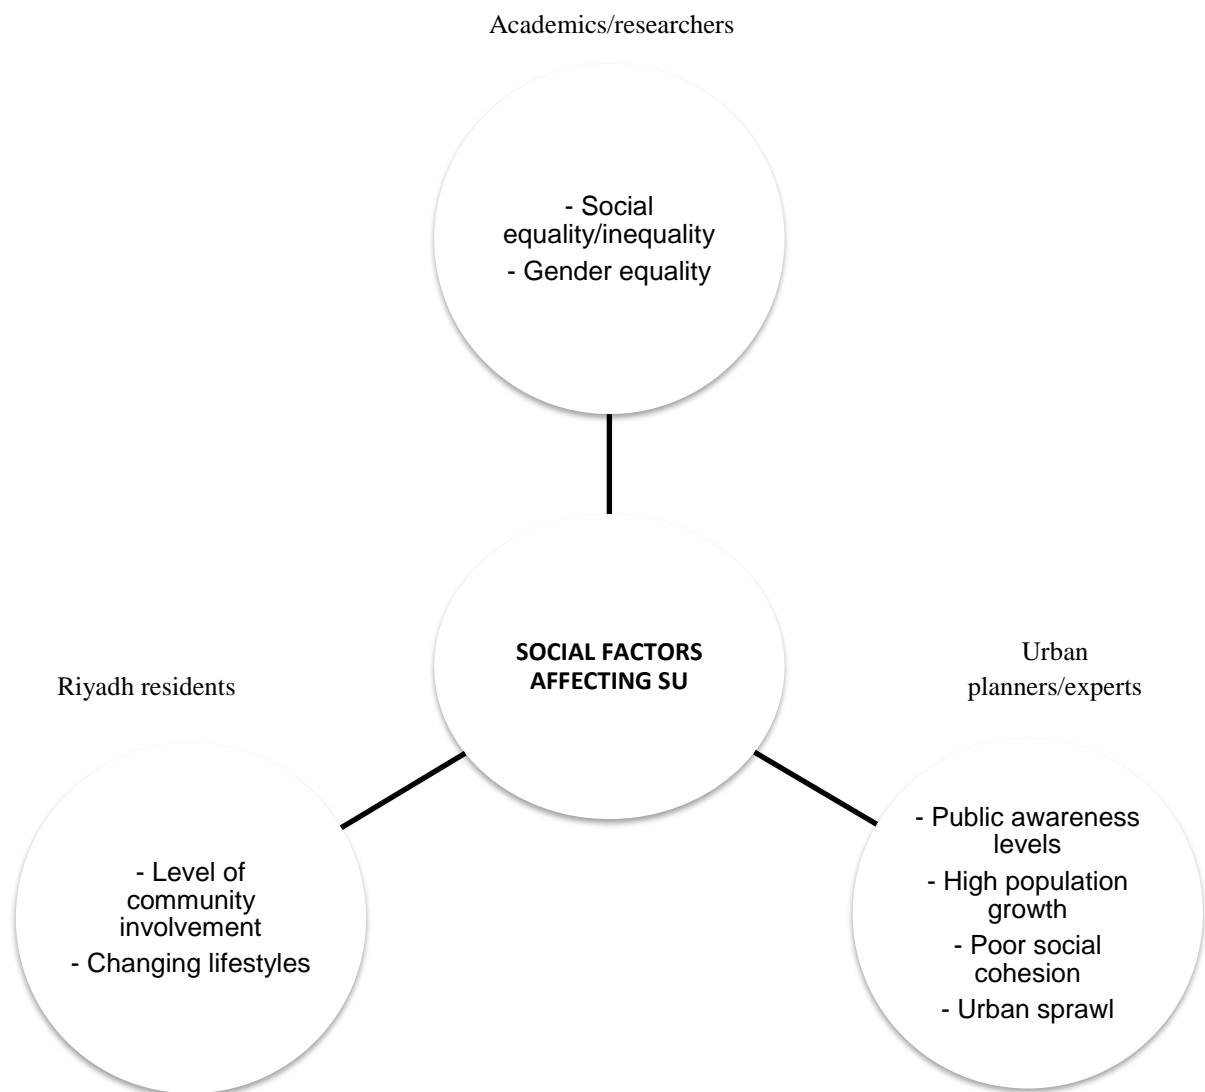 Academics/researchers
- Social
equality/inequality
- Gender equality
SOCIAL FACTORS
AFFECTING SU
Riyadh residents
- Level of
community
involvement
- Changing lifestyles
Urban
planners/experts
- Public awareness
levels
- High population
growth
- Poor social
cohesion
- Urban sprawl